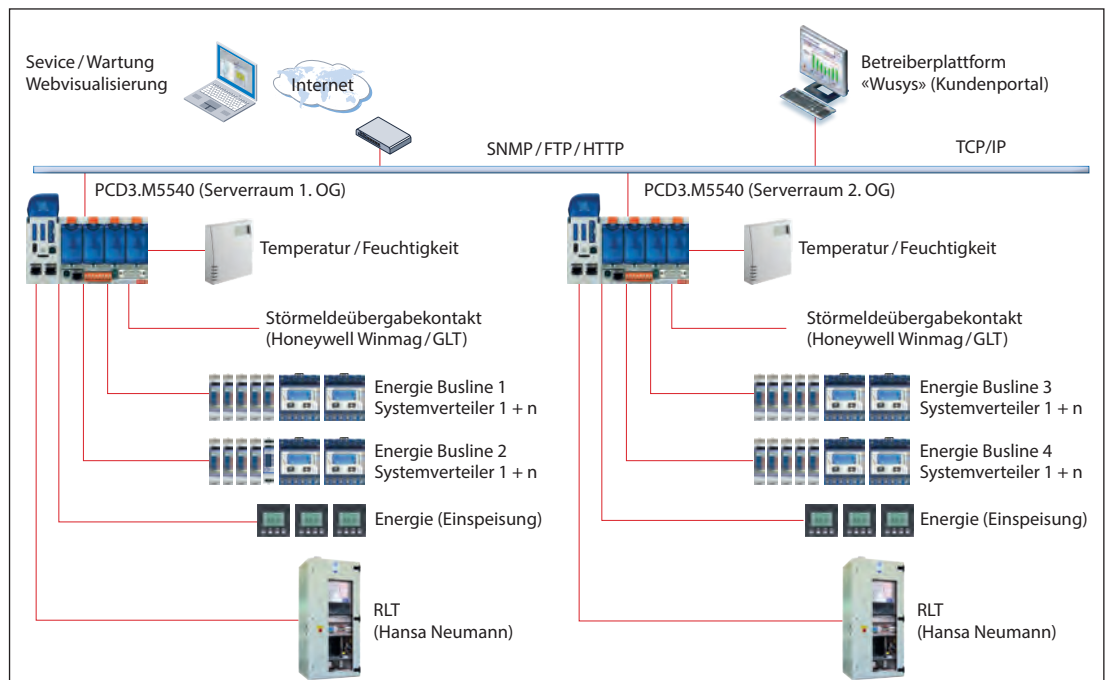 Sevice / Wartung
Webvisualisierung
Internet
Betreiberplattform
«Wusys» (Kundenportal)
SNMP / FTP / HTTP
TCP/IP
PCD3.M5540 (Serverraum 1. OG)
Temperatur / Feuchtigkeit
Störmeldeübergabekontakt
(Honeywell Winmag / GLT)
Energie Busline 1
Systemverteiler 1 + n
Energie Busline 2
Systemverteiler 1 + n
Energie (Einspeisung)
RLT
(Hansa Neumann)
PCD3.M5540 (Serverraum 2. OG)
Temperatur / Feuchtigkeit
Störmeldeübergabekontakt
(Honeywell Winmag / GLT)
Energie Busline 3
Systemverteiler 1 + n
Energie Busline 4
Systemverteiler 1 + n
Energie (Einspeisung)
RLT
(Hansa Neumann)